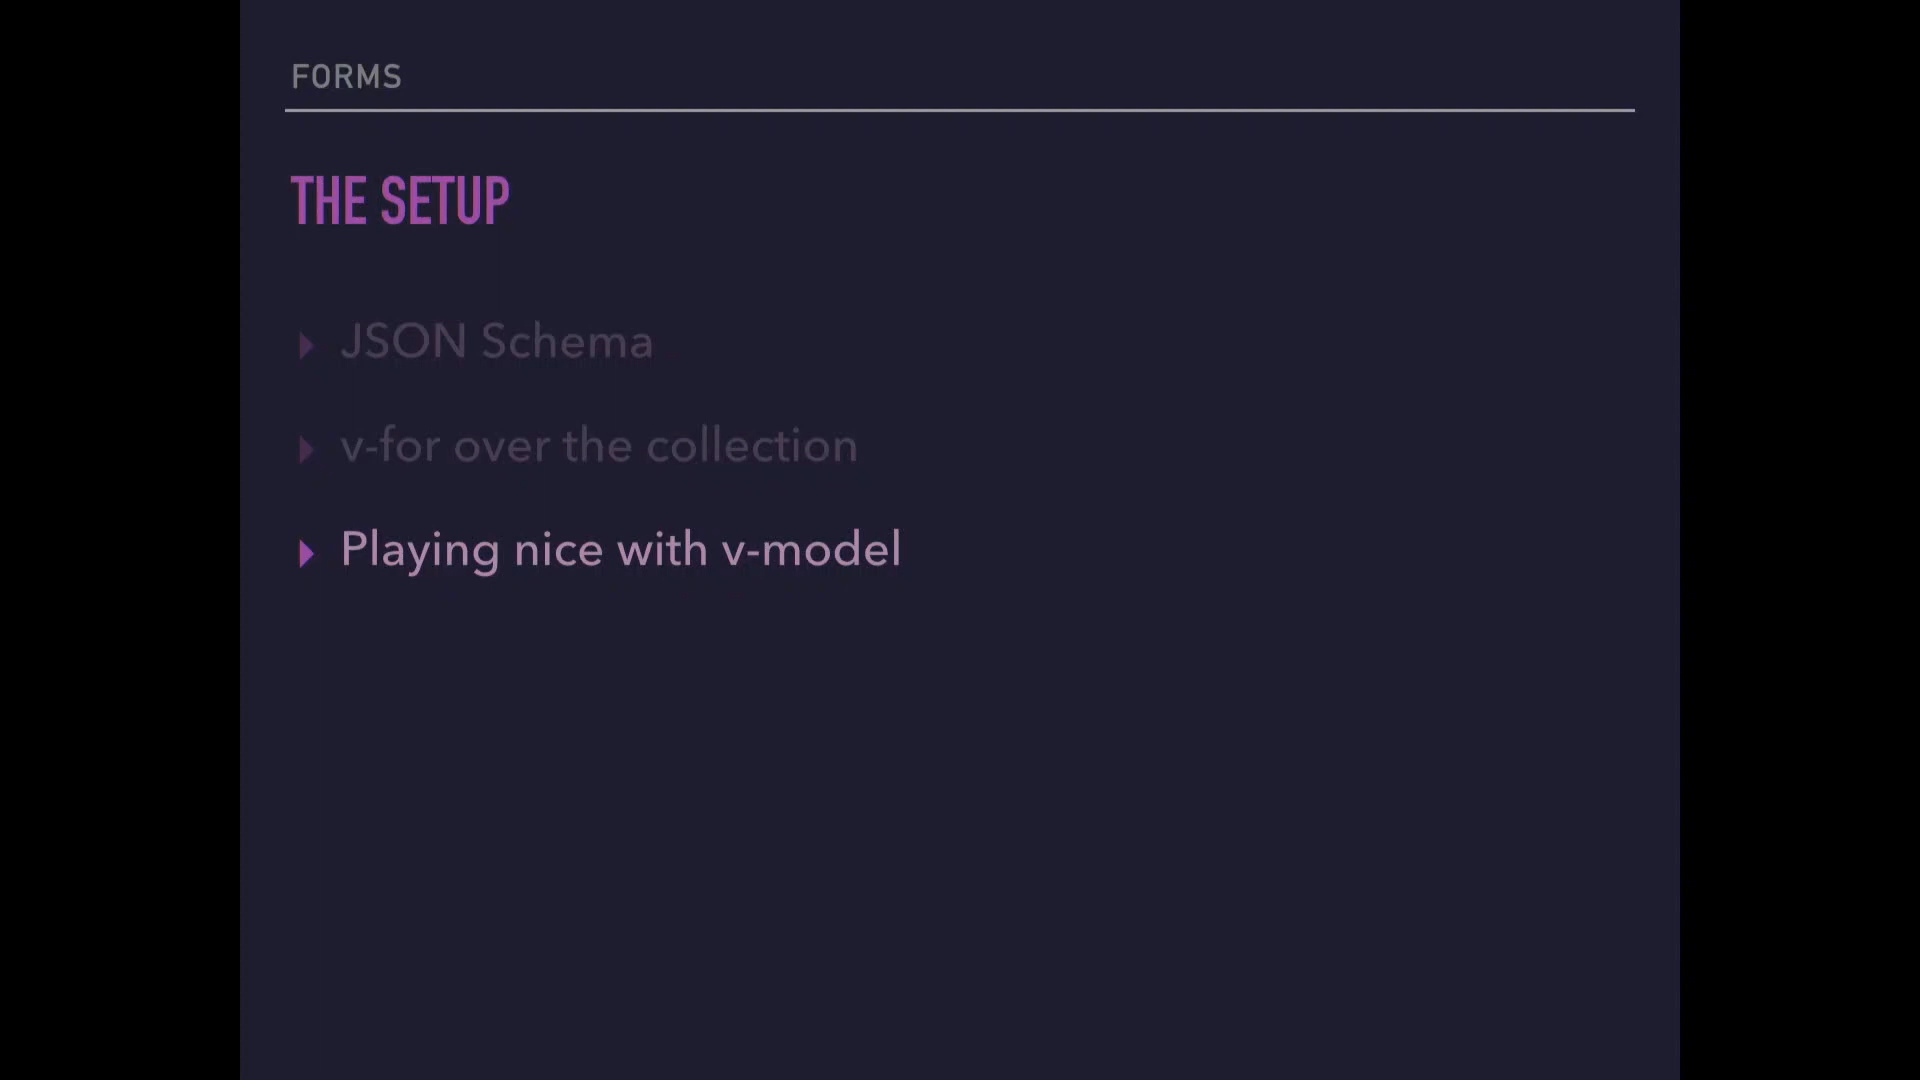 FORMS
THE SETUP
JSON Schema
v-for over the collection
Playing nice with v-model